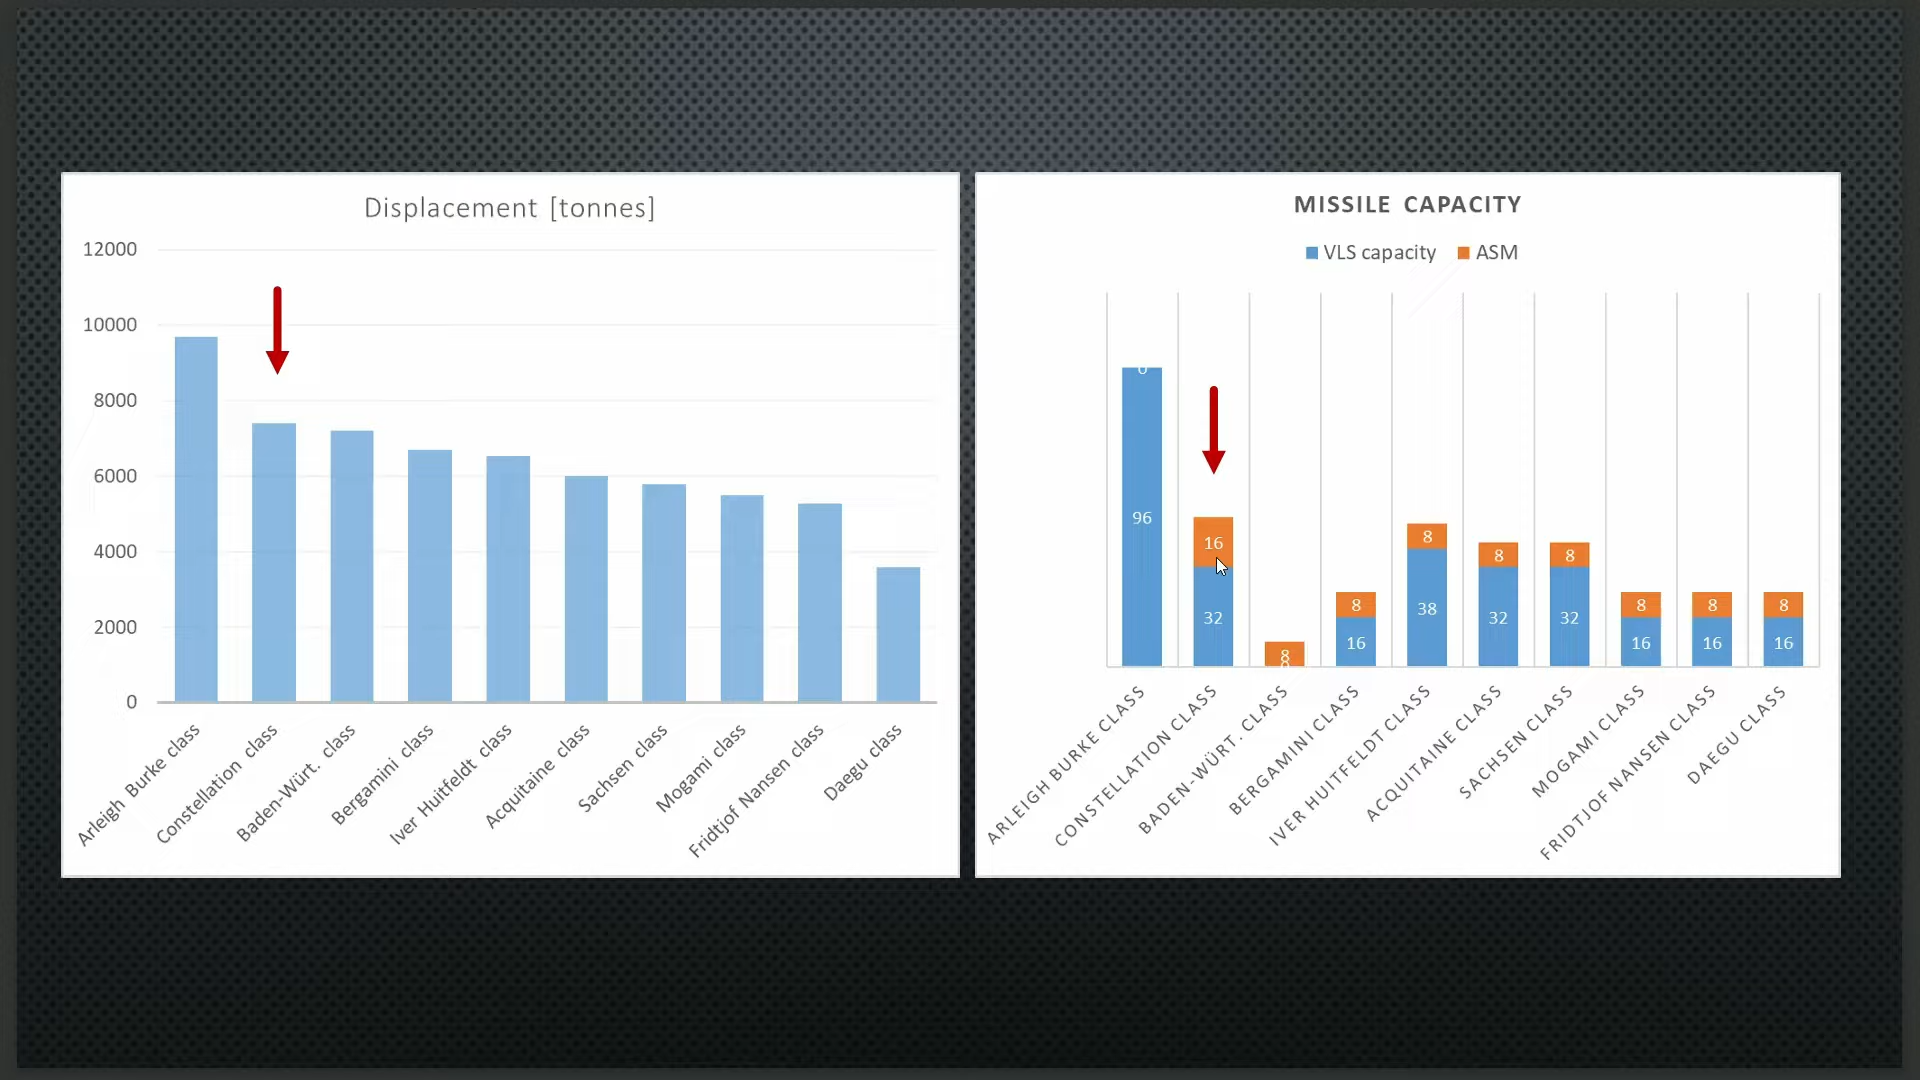 Displacement [tonnes]
12000
10000
8000
6000
4000
2000
0
Arleigh Burke class
Constellation class
Baden-Würt. class
Bergamini class
Iver Huitfeldt class
Acquitaine class
Sachsen class
Mogami class
Fridtjof Nansen class
Daegu class
MISSILE CAPACITY
VLS capacity ASM
0
96
16
32
8
0
8
16
8
38
8
32
8
32
8
16
8
16
8
16
ARLEIGH BURKE CLASS
CONSTELLATION CLASS
BADEN-WÜRT. CLASS
BERGAMINI CLASS
IVER HUITFELDT CLASS
ACQUITAINE CLASS
SACHSEN CLASS
MOGAMI CLASS
FRIDTJOF NANSEN CLASS
DAEGU CLASS